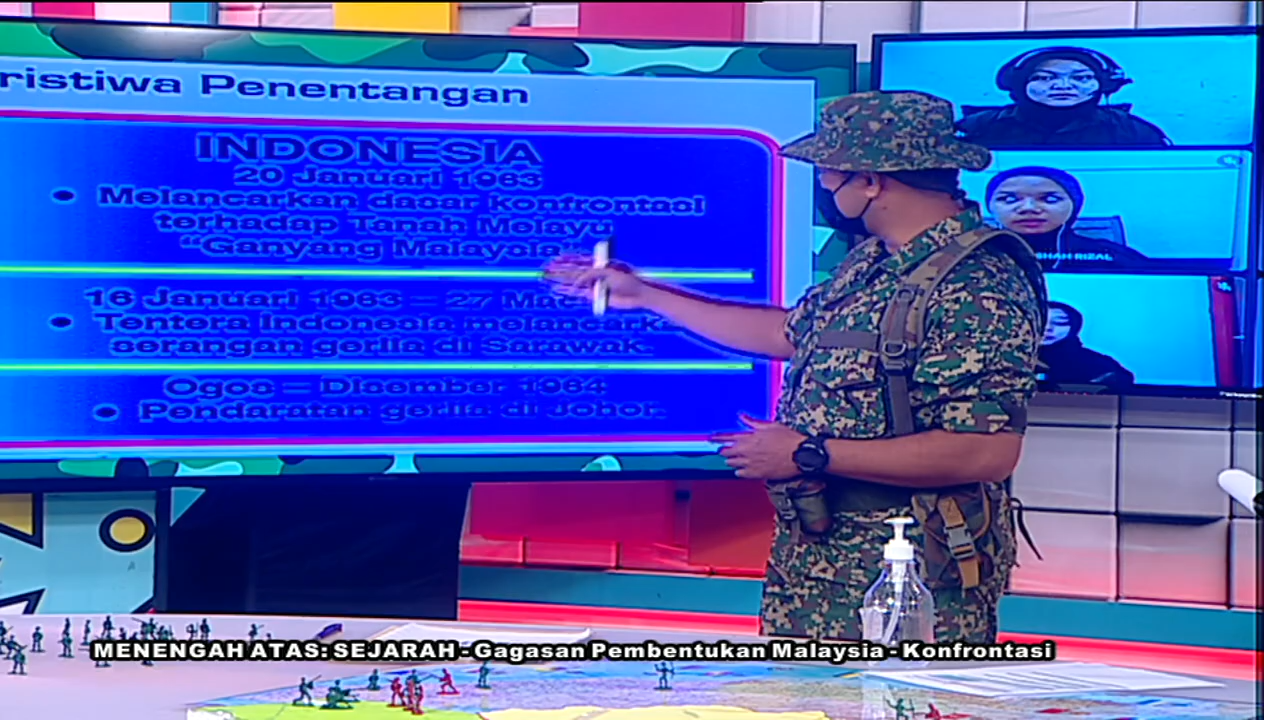 ristiwa Penentangan
INDONESIA
20 Januari 1963
• Melancarkan dasar konfrontasi
terhadap Tanah Melayu
"Ganyang Malaysia"
16 Januari 1963 – 27 Mac
• Tentera Indonesia melancarka
serangan gerila di Sarawak.
Ogos – Disember 1964
• Pendaratan gerila di Johor.
SHAH RIZAL
MENENGAH ATAS: SEJARAH - Gagasan Pembentukan Malaysia - Konfrontasi